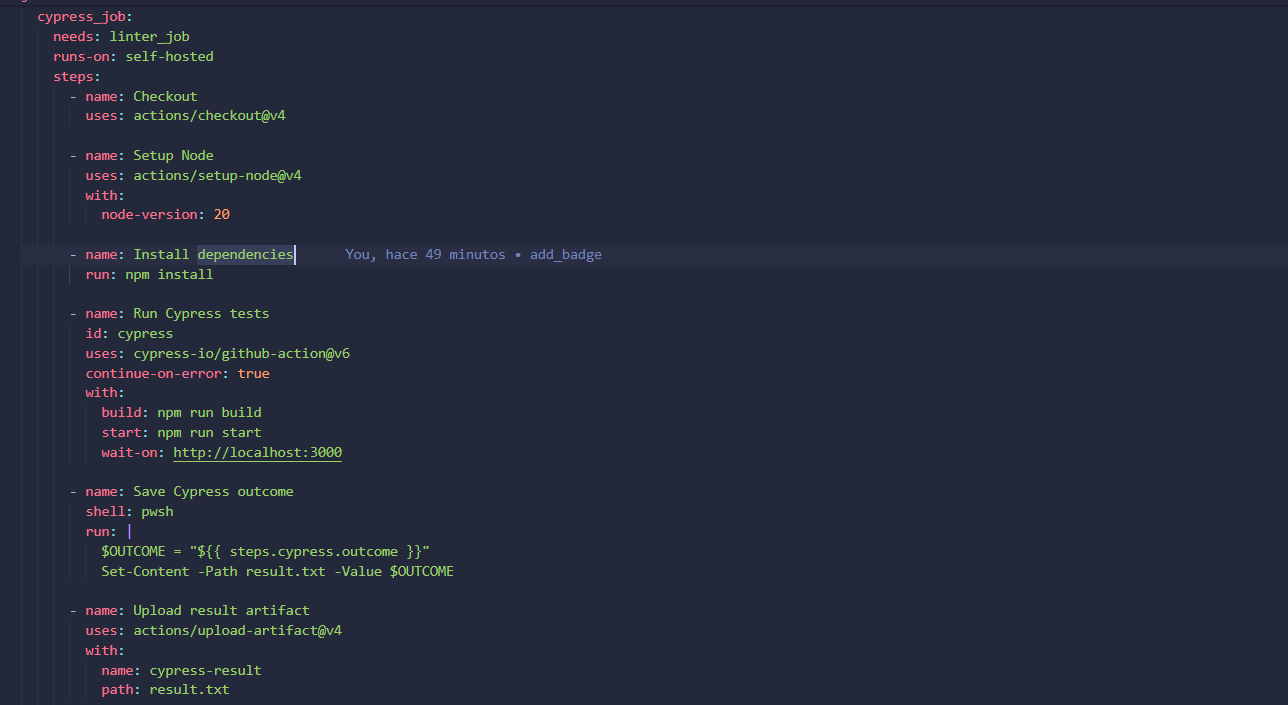 cypress_job:
needs: linter_job
runs-on: self-hosted
steps:
- name: Checkout
uses: actions/checkout@v4
- name: Setup Node
uses: actions/setup-node@v4
with:
node-version: 20
- name: Install dependencies You, hace 49 minutos • add_badge
run: npm install
- name: Run Cypress tests
id: cypress
uses: cypress-io/github-action@v6
continue-on-error: true
with:
build: npm run build
start: npm run start
wait-on: http://localhost:3000
- name: Save Cypress outcome
shell: pwsh
run: |
$OUTCOME = "${{ steps.cypress.outcome }}"
Set-Content -Path result.txt -Value $OUTCOME
- name: Upload result artifact
uses: actions/upload-artifact@v4
with:
name: cypress-result
path: result.txt